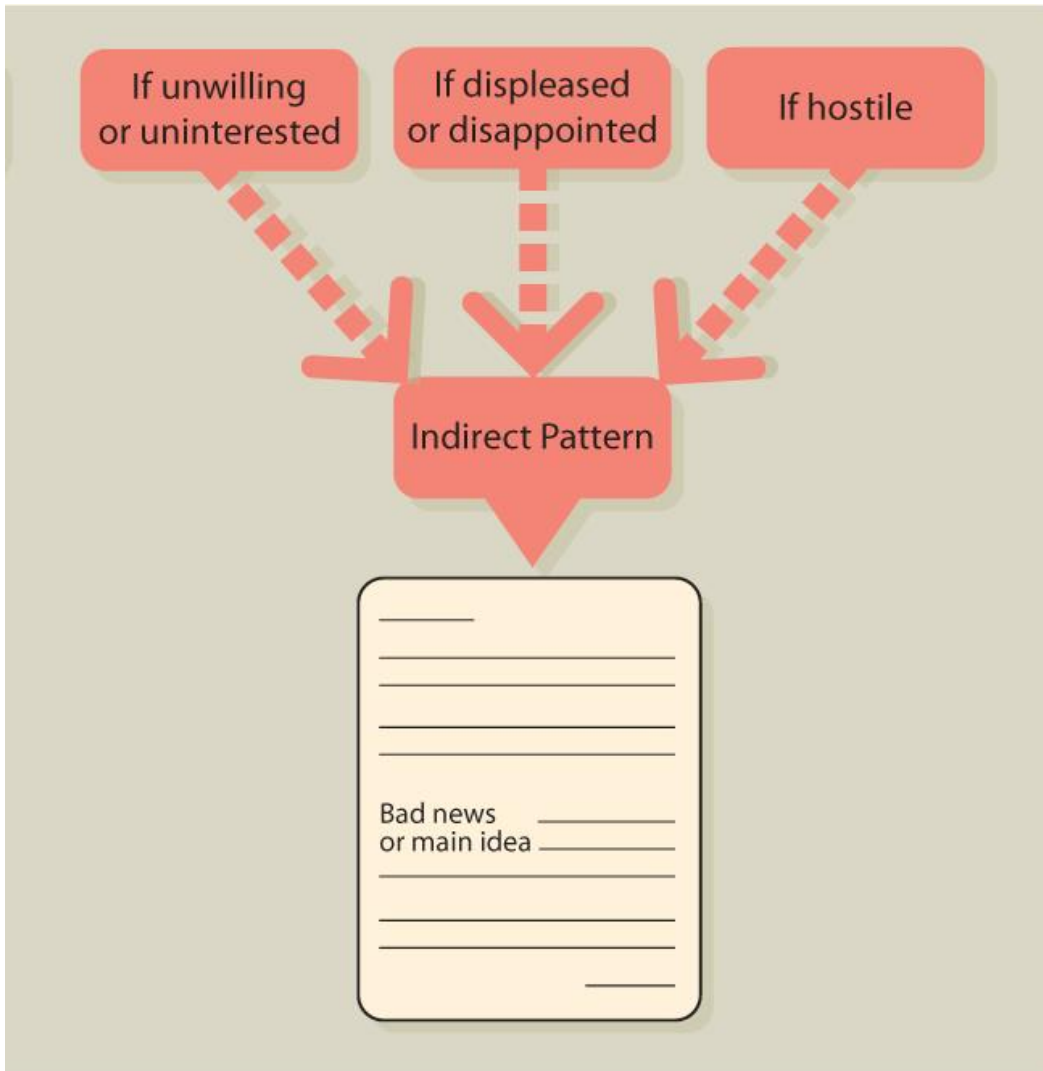 If unwilling
or uninterested
If displeased
or disappointed
If hostile
Indirect Pattern
Bad news
or main idea